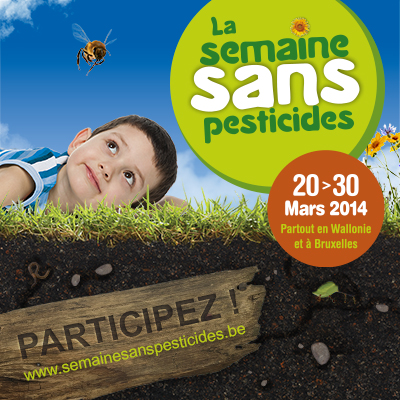 La
semaine
sans
pesticides
20 > 30
Mars 2014
Partout en Wallonie
et à Bruxelles
PARTICIPEZ !
www.semainesanspesticides.be